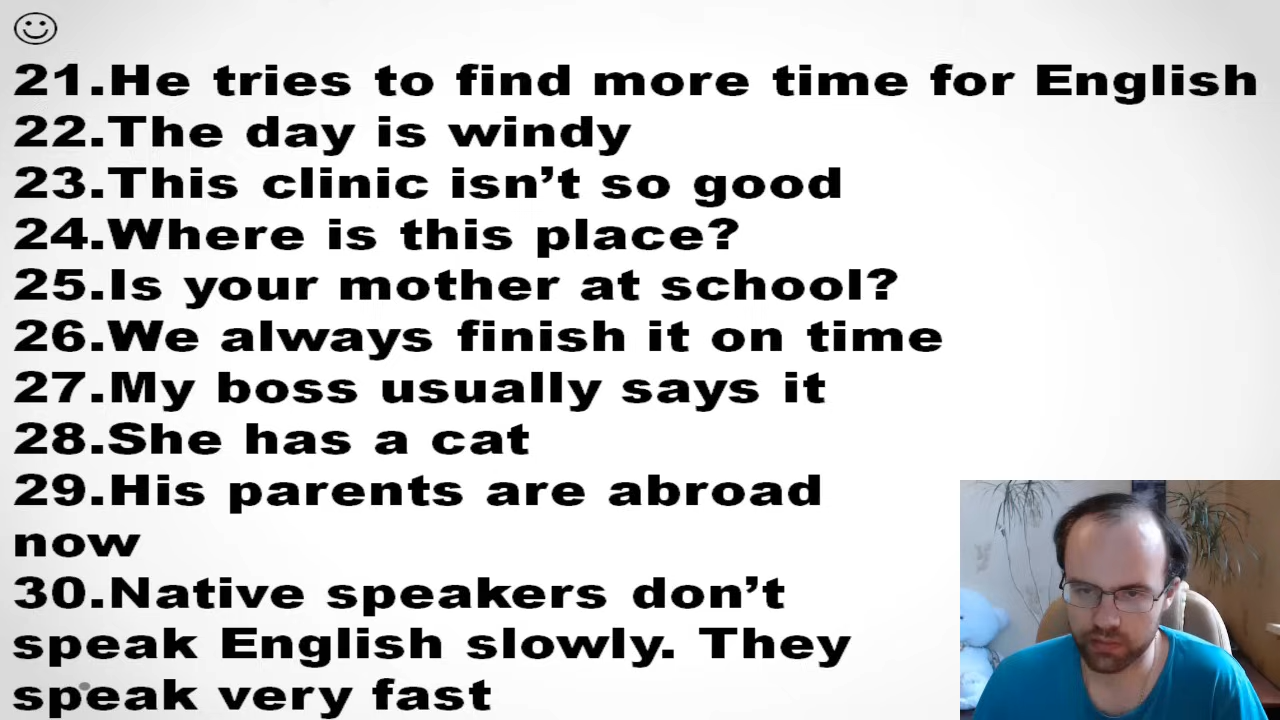 21.He tries to find more time for English
22.The day is windy
23.This clinic isn’t so good
24.Where is this place?
25.Is your mother at school?
26.We always finish it on time
27.My boss usually says it
28.She has a cat
29.His parents are abroad
now
30.Native speakers don’t
speak English slowly. They
speak very fast